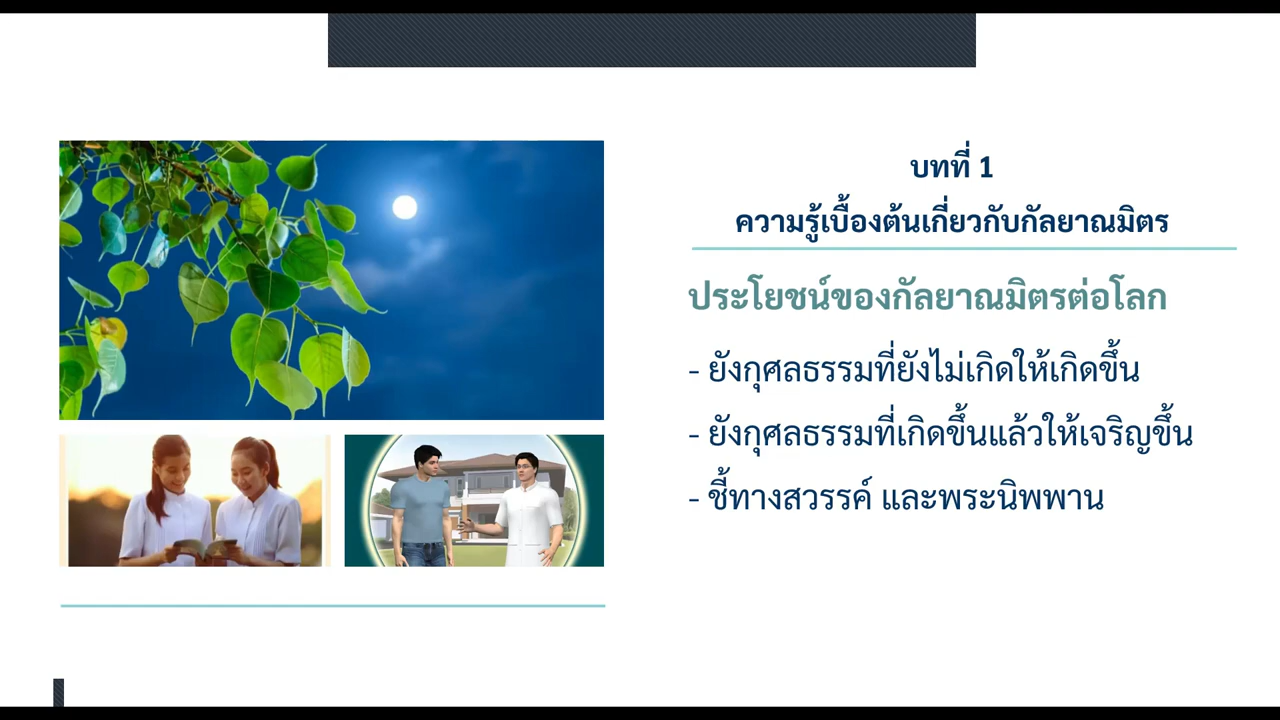 บทที่ 1
ความรู้เบื้องต้นเกี่ยวกับกัลยาณมิตร
ประโยชน์ของกัลยาณมิตรต่อโลก
- ยังกุศลธรรมที่ยังไม่เกิดให้เกิดขึ้น
- ยังกุศลธรรมที่เกิดขึ้นแล้วให้เจริญขึ้น
- ชี้ทางสวรรค์ และพระนิพพาน